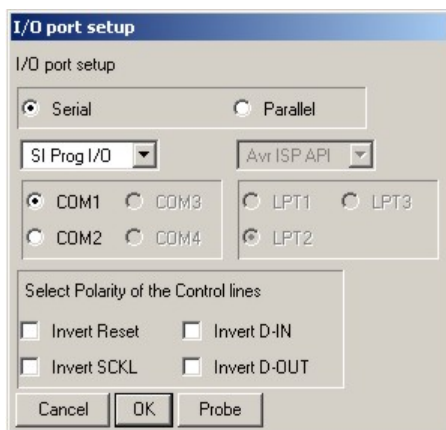 I/O port setup
I/O port setup
Serial Parallel
SI Prog I/O Avr ISP API
COM1 COM3 LPT1 LPT3
COM2 COM4 LPT2
Select Polarity of the Control lines
Invert Reset Invert D-IN
Invert SCKL Invert D-OUT
Cancel OK Probe